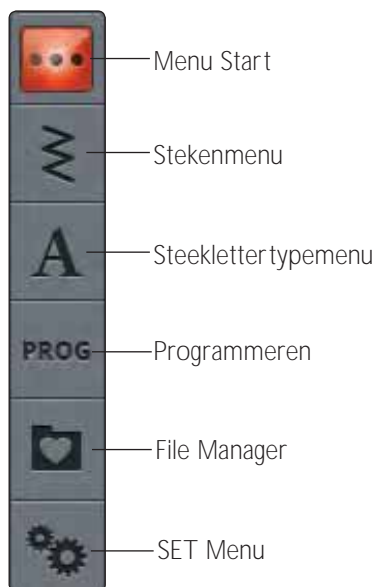 Menu Start
Stekenmenu
A
Steeklettertypemenu
PROG
Programmeren
File Manager
SET Menu